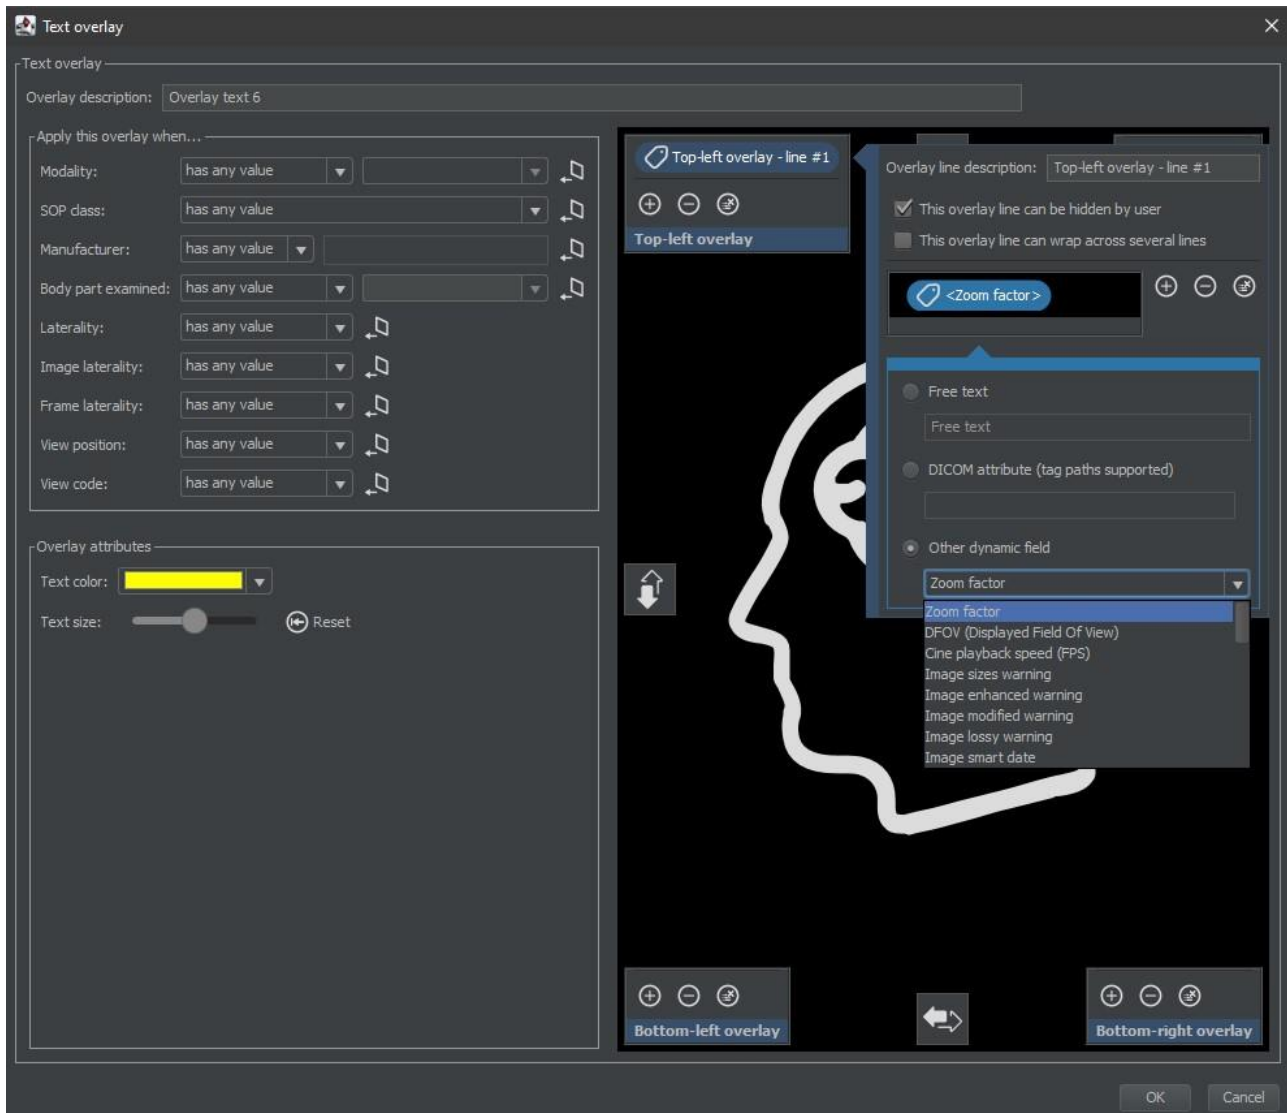 Text overlay
Text overlay
Overlay description: Overlay text 6
Apply this overlay when...
Modality: has any value
SOP class: has any value
Manufacturer: has any value
Body part examined: has any value
Laterality: has any value
Image laterality: has any value
Frame laterality: has any value
View position: has any value
View code: has any value
Overlay attributes
Text color:
Text size: Reset
Top-left overlay - line #1
Top-left overlay
Overlay line description: Top-left overlay - line #1
This overlay line can be hidden by user
This overlay line can wrap across several lines
<Zoom factor>
Free text
Free text
DICOM attribute (tag paths supported)
Other dynamic field
Zoom factor
Zoom factor
DFOV (Displayed Field Of View)
Cine playback speed (FPS)
Image sizes warning
Image enhanced warning
Image modified warning
Image lossy warning
Image smart date
Bottom-left overlay
Bottom-right overlay
OK Cancel